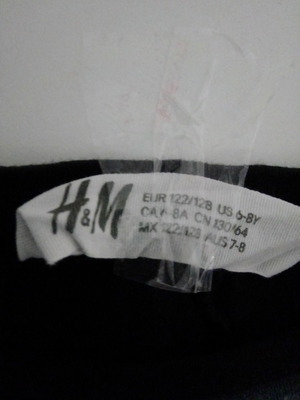 H&M
EUR 122/128 US 6-8Y
CA 6-8A CN 130/64
MX 122/128 AUS 7-8